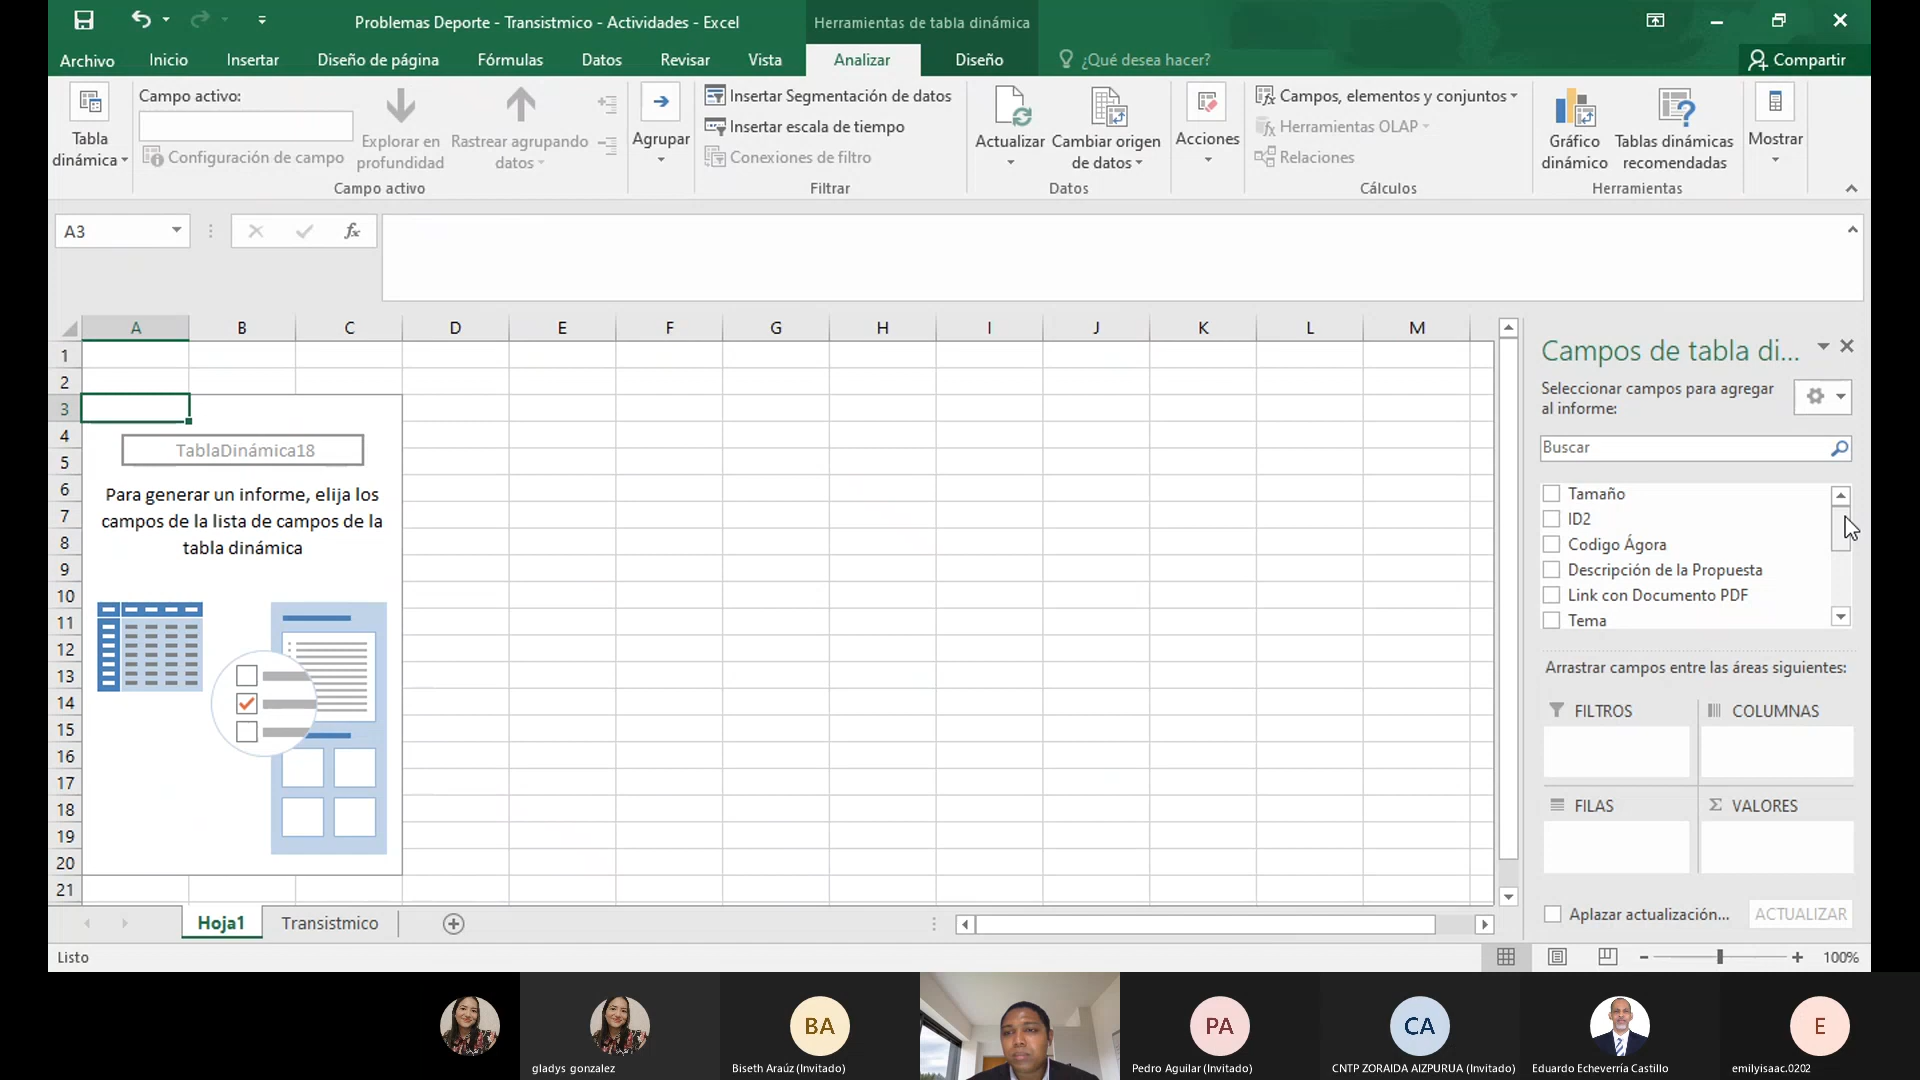 Problemas Deporte - Transistmico - Actividades - Excel
Herramientas de tabla dinámica
Archivo
Inicio
Insertar
Diseño de página
Fórmulas
Datos
Revisar
Vista
Analizar
Diseño
¿Qué desea hacer?
Compartir
Tabla
dinámica
Campo activo:
Configuración de campo
Explorar en
profundidad
Rastrear agrupando
datos
Campo activo
Agrupar
Insertar Segmentación de datos
Insertar escala de tiempo
Conexiones de filtro
Filtrar
Actualizar
Cambiar origen
de datos
Datos
Acciones
Campos, elementos y conjuntos
Herramientas OLAP
Relaciones
Cálculos
Gráfico
dinámico
Tablas dinámicas
recomendadas
Herramientas
Mostrar
A3
fx
A B C D E F G H I J K L M
1
2
3
4
5
6
7
8
9
10
11
12
13
14
15
16
17
18
19
20
21
TablaDinámica18
Para generar un informe, elija los
campos de la lista de campos de la
tabla dinámica
Campos de tabla di...
Seleccionar campos para agregar
al informe:
Buscar
Tamaño
ID2
Codigo Ágora
Descripción de la Propuesta
Link con Documento PDF
Tema
Arrastrar campos entre las áreas siguientes:
FILTROS
COLUMNAS
FILAS
Σ VALORES
Aplazar actualización...
ACTUALIZAR
Hoja1
Transistmico
Listo
100%
gladys gonzalez
BA
Biseth Araúz (Invitado)
PA
Pedro Aguilar (Invitado)
CA
CNTP ZORAIDA AIZPURUA (Invitado)
Eduardo Echeverría Castillo
E
emilyisaac.0202